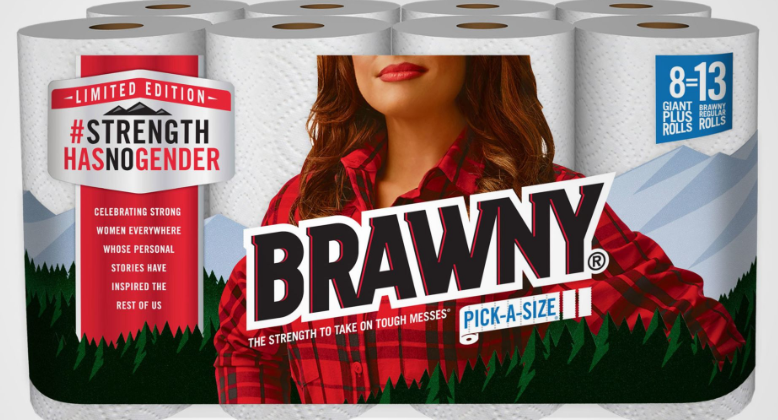 LIMITED EDITION
#STRENGTH
HASNOGENDER
CELEBRATING STRONG
WOMEN EVERYWHERE
WHOSE PERSONAL
STORIES HAVE
INSPIRED THE
REST OF US
8=13
GIANT PLUS ROLLS
BRAWNY REGULAR ROLLS
BRAWNY®
THE STRENGTH TO TAKE ON TOUGH MESSES®
PICK-A-SIZE